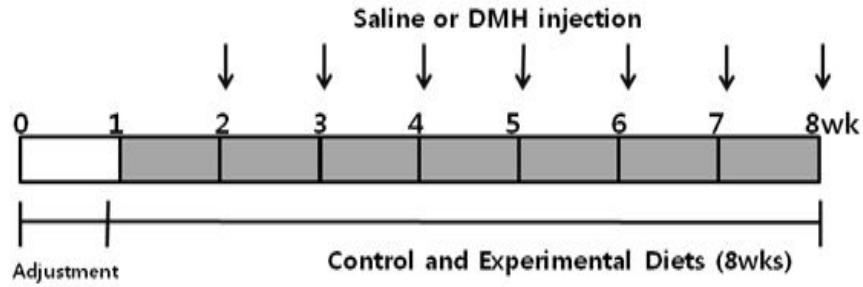 Saline or DMH injection
0 1 2 3 4 5 6 7 8wk
Adjustment
Control and Experimental Diets (8wks)